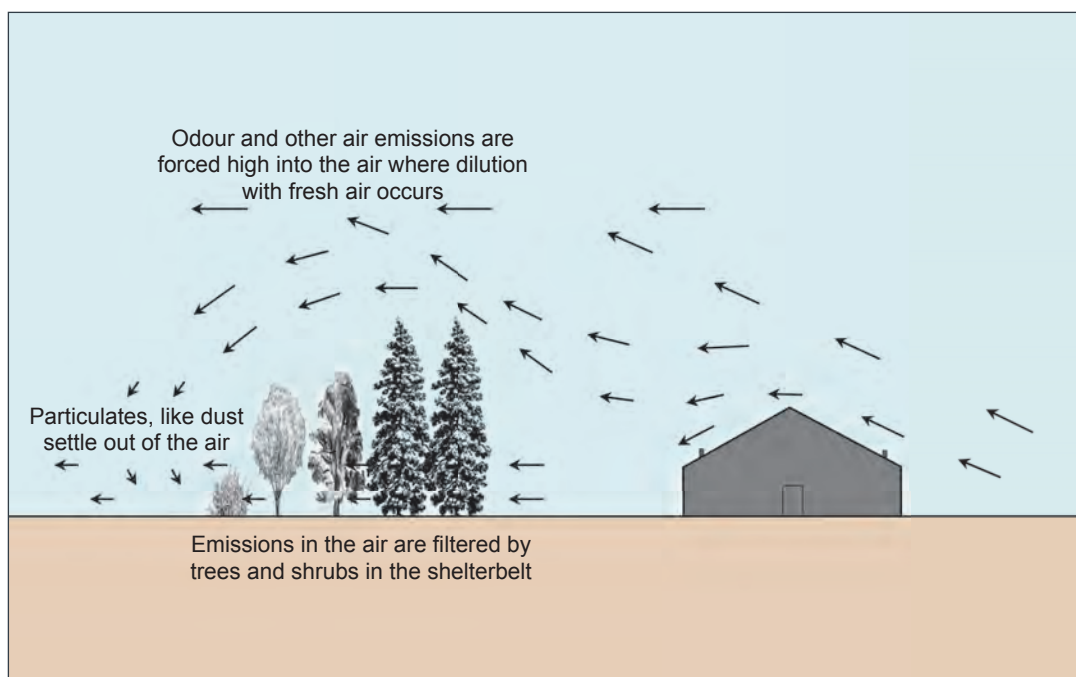 Odour and other air emissions are
forced high into the air where dilution
with fresh air occurs
Particulates, like dust
settle out of the air
Emissions in the air are filtered by
trees and shrubs in the shelterbelt